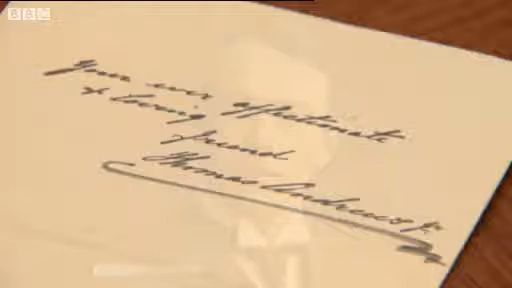 BBC
Your ever affectionate
& loving
friend
Thomas Andrews Jr